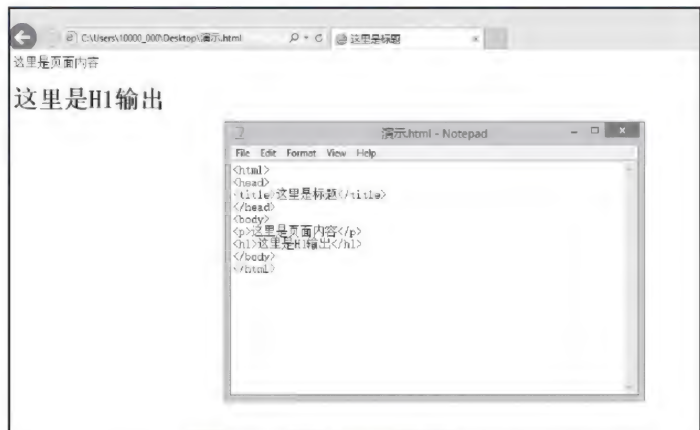 C:\Users\10000_000\Desktop\演示.html
这里是标题
这里是页面内容
这里是H1输出
演示.html - Notepad
File Edit Format View Help
<html>
<head>
<title>这里是标题</title>
</head>
<body>
<p>这里是页面内容</p>
<h1>这里是H1输出</h1>
</body>
</html>